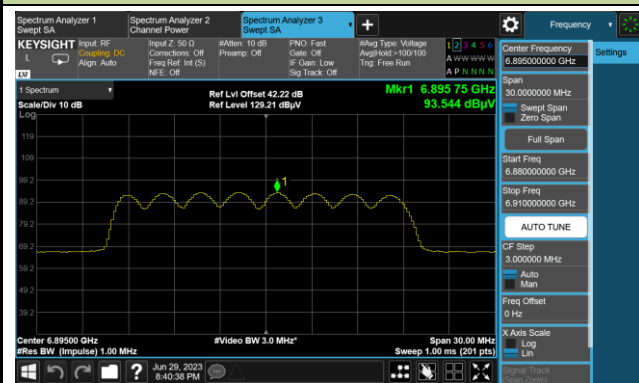 Spectrum Analyzer 1
Swept SA
Spectrum Analyzer 2
Channel Power
Spectrum Analyzer 3
Swept SA
Frequency
KEYSIGHT
L
LXI
Input: RF
Coupling: DC
Align: Auto
Input Z: 50 Ω
Corrections: Off
Freq Ref: Int (S)
NFE: Off
#Atten: 10 dB
Preamp: Off
PNO: Fast
Gate: Off
IF Gain: Low
Sig Track: Off
#Avg Type: Voltage
Avg|Hold:>100/100
Trig: Free Run
1 2 3 4 5 6
A W W W W W
A P N N N N
1 Spectrum
Scale/Div 10 dB
Log
Ref Lvl Offset 42.22 dB
Ref Level 129.21 dBµV
Mkr1 6.895 75 GHz
93.544 dBµV
1
119
109
99.2
89.2
79.2
69.2
59.2
49.2
39.2
Center 6.89500 GHz
#Res BW (Impulse) 1.00 MHz
#Video BW 3.0 MHz*
Span 30.00 MHz
Sweep 1.00 ms (201 pts)
Jun 29, 2023
8:40:38 PM
Center Frequency
6.895000000 GHz
Span
30.0000000 MHz
Swept Span
Zero Span
Full Span
Start Freq
6.880000000 GHz
Stop Freq
6.910000000 GHz
AUTO TUNE
CF Step
3.000000 MHz
Auto
Man
Freq Offset
0 Hz
X Axis Scale
Log
Lin
Signal Track
(Span Zoom)
Settings